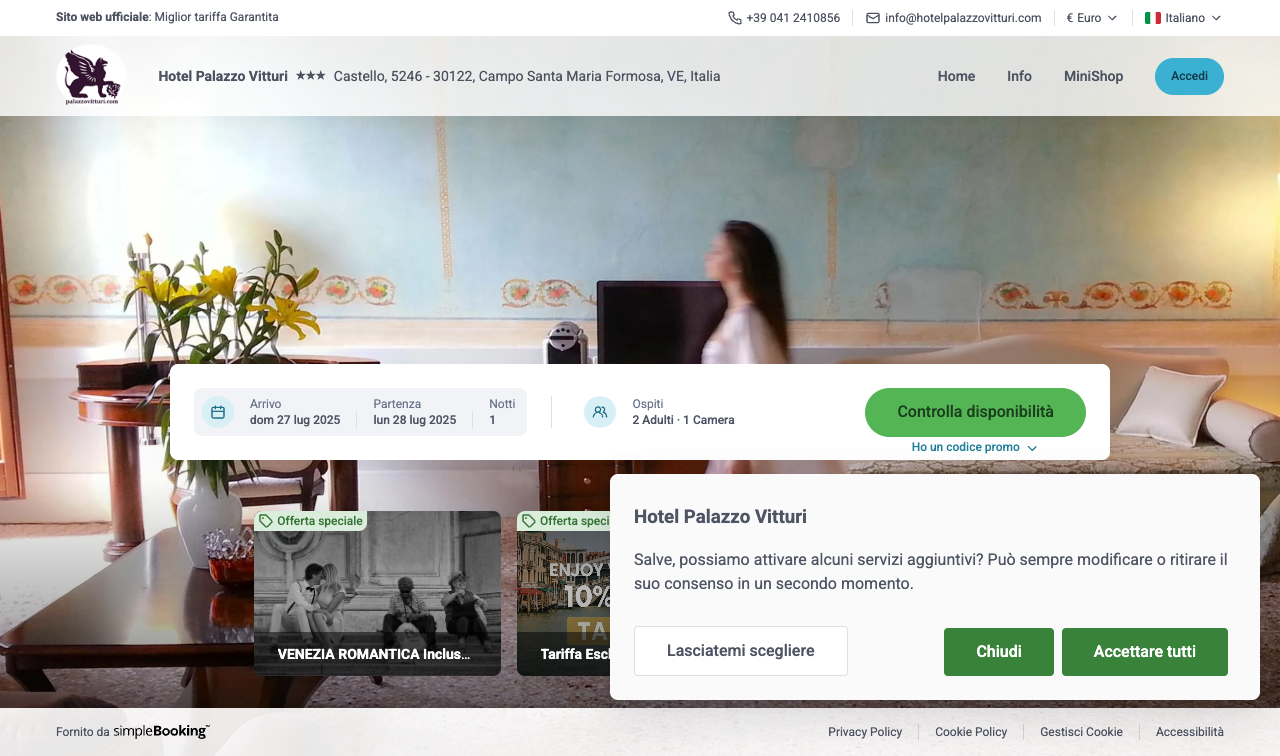 Sito web ufficiale: Miglior tariffa Garantita
+39 041 2410856
info@hotelpalazzovitturi.com
€ Euro
Italiano
palazzovitturi.com
Hotel Palazzo Vitturi ★★★ Castello, 5246 - 30122, Campo Santa Maria Formosa, VE, Italia
Home
Info
MiniShop
Accedi
Arrivo
dom 27 lug 2025
Partenza
lun 28 lug 2025
Notti
1
Ospiti
2 Adulti · 1 Camera
Controlla disponibilità
Ho un codice promo
Offerta speciale
VENEZIA ROMANTICA Inclus...
Offerta speci
ENJOY
10%
TA
Tariffa Escl
Hotel Palazzo Vitturi
Salve, possiamo attivare alcuni servizi aggiuntivi? Può sempre modificare o ritirare il
suo consenso in un secondo momento.
Lasciatemi scegliere
Chiudi
Accettare tutti
Fornito da simpleBooking
Privacy Policy
Cookie Policy
Gestisci Cookie
Accessibilità